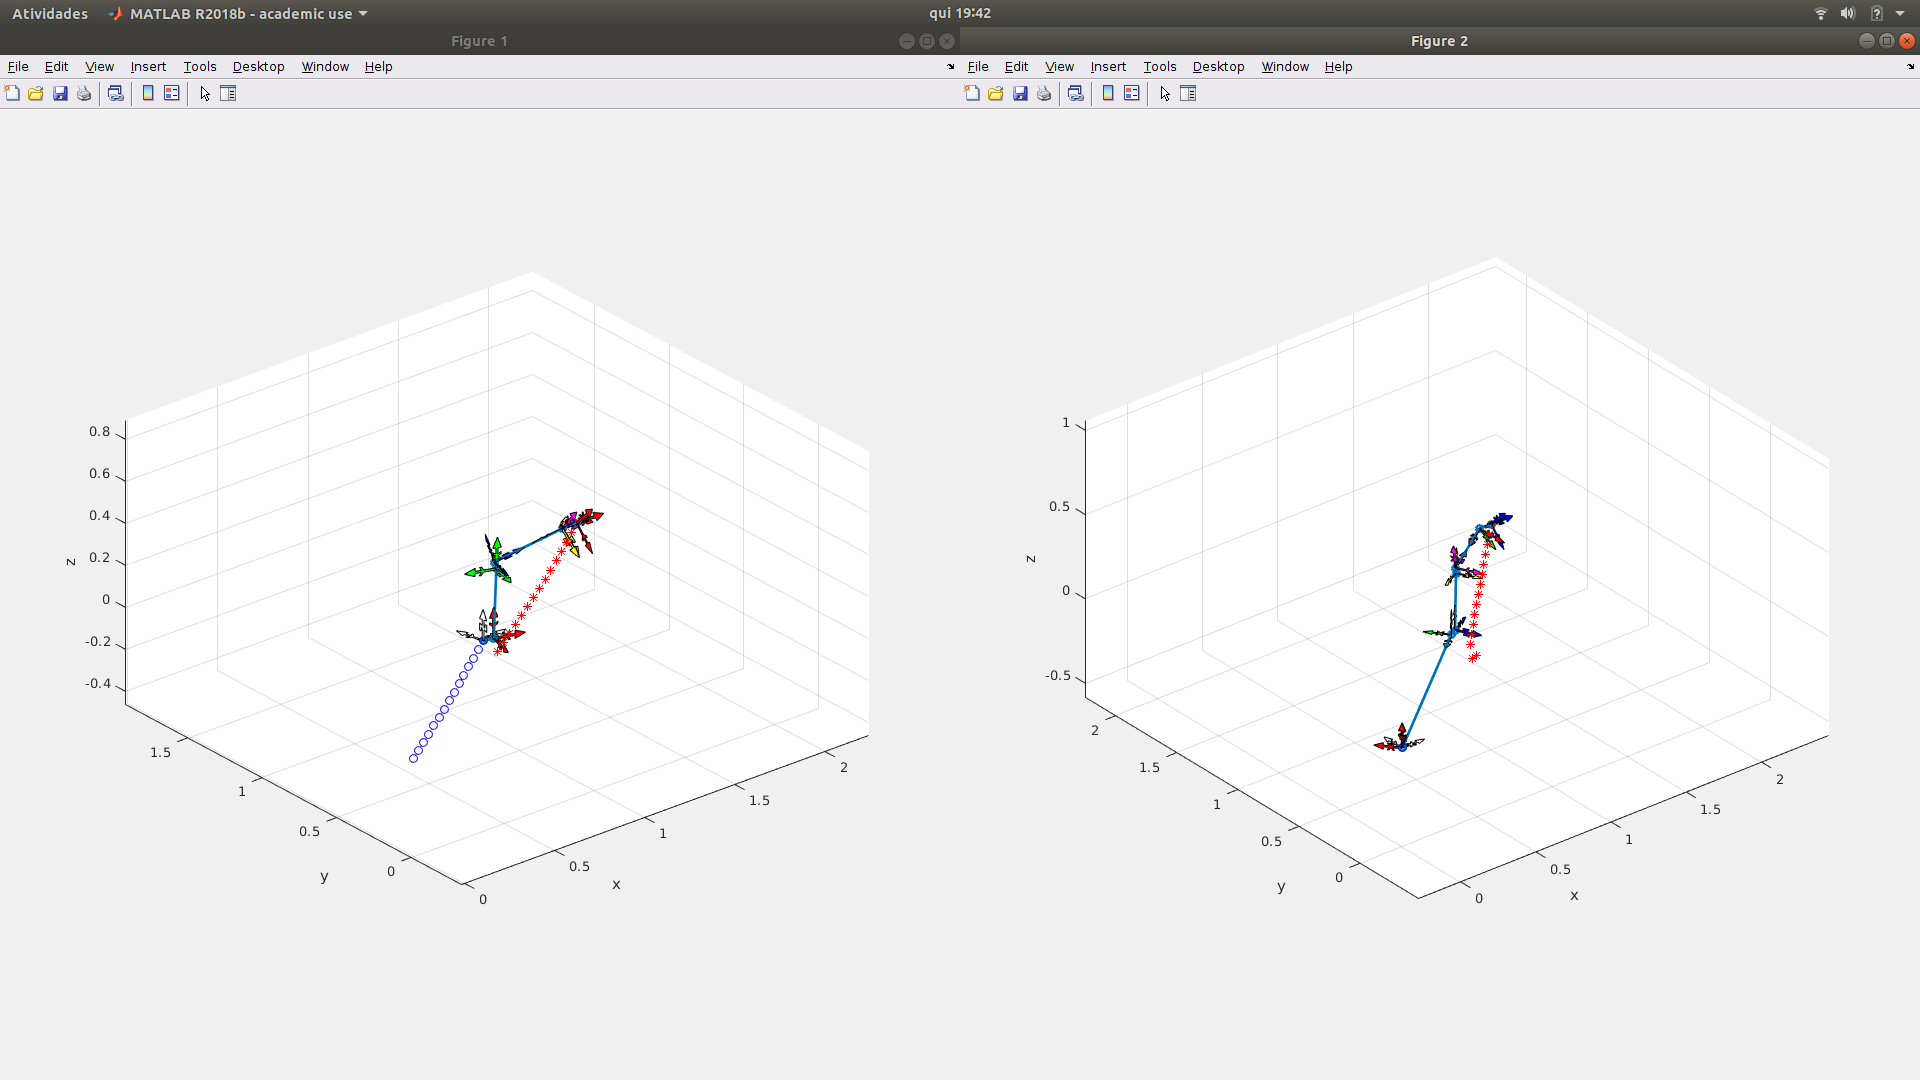 Atividades MATLAB R2018b - academic use qui 19:42
Figure 1
File Edit View Insert Tools Desktop Window Help
0.8
0.6
0.4
0.2
0
-0.2
-0.4
z
1.5
1
0.5
0
y
0
0.5
1
1.5
2
x
Figure 2
File Edit View Insert Tools Desktop Window Help
1
0.5
0
-0.5
z
2
1.5
1
0.5
0
y
0
0.5
1
1.5
2
x